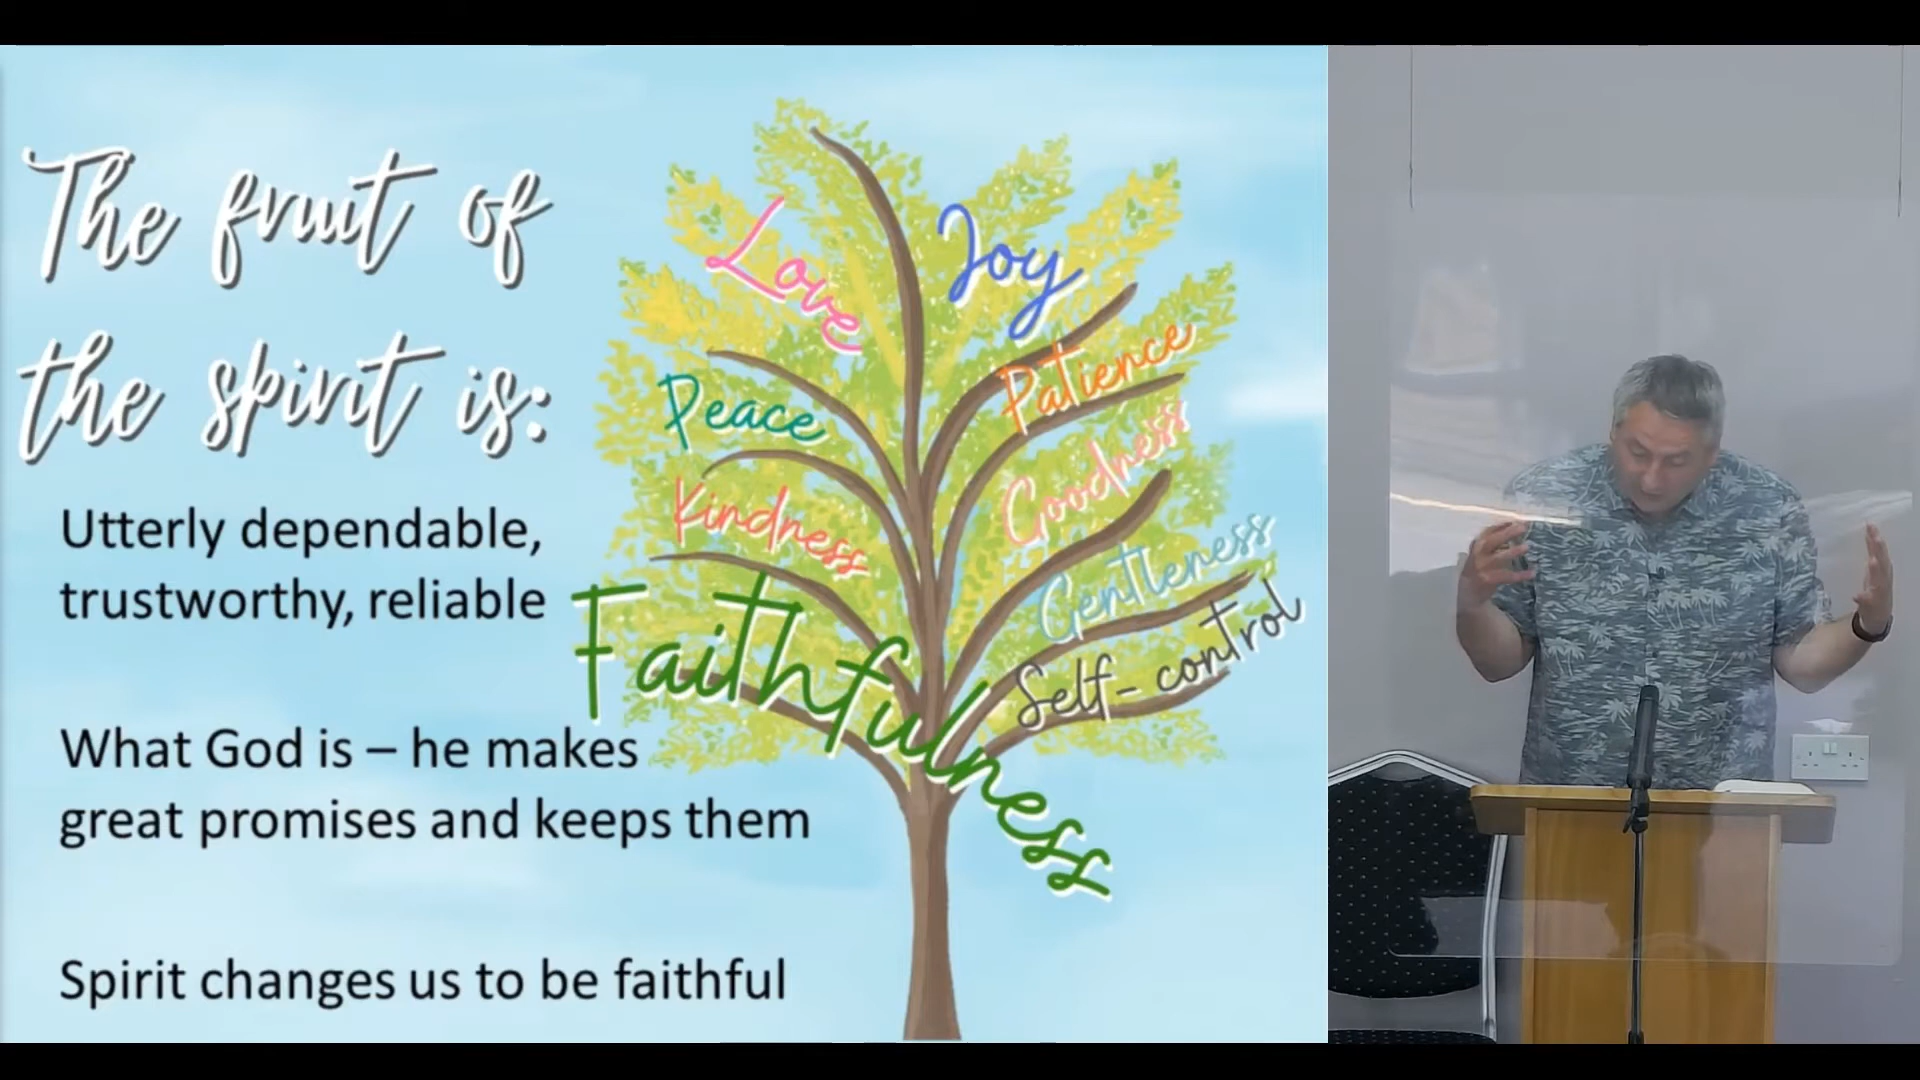 The fruit of
the spirit is:
Utterly dependable,
trustworthy, reliable
What God is – he makes
great promises and keeps them
Spirit changes us to be faithful
Love
Joy
Peace
Patience
Kindness
Goodness
Faithfulness
Gentleness
Self-control